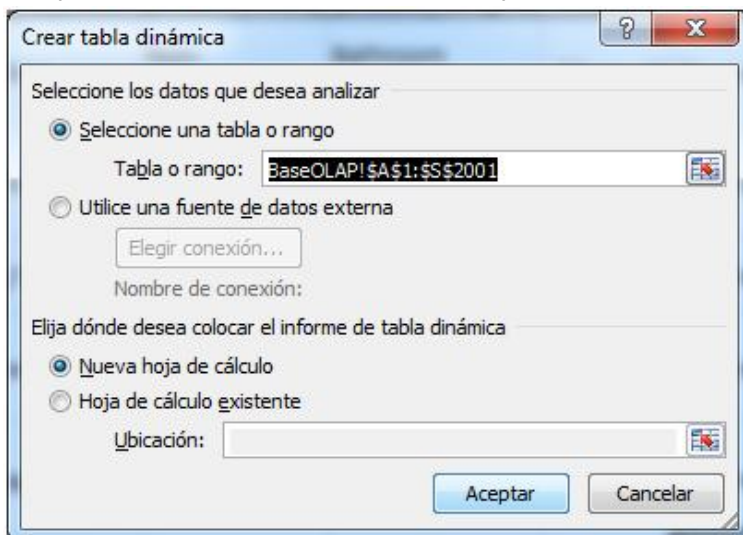 Crear tabla dinámica
Seleccione los datos que desea analizar
Seleccione una tabla o rango
Tabla o rango: BaseOLAP!$A$1:$S$2001
Utilice una fuente de datos externa
Elegir conexión...
Nombre de conexión:
Elija dónde desea colocar el informe de tabla dinámica
Nueva hoja de cálculo
Hoja de cálculo existente
Ubicación:
Aceptar Cancelar